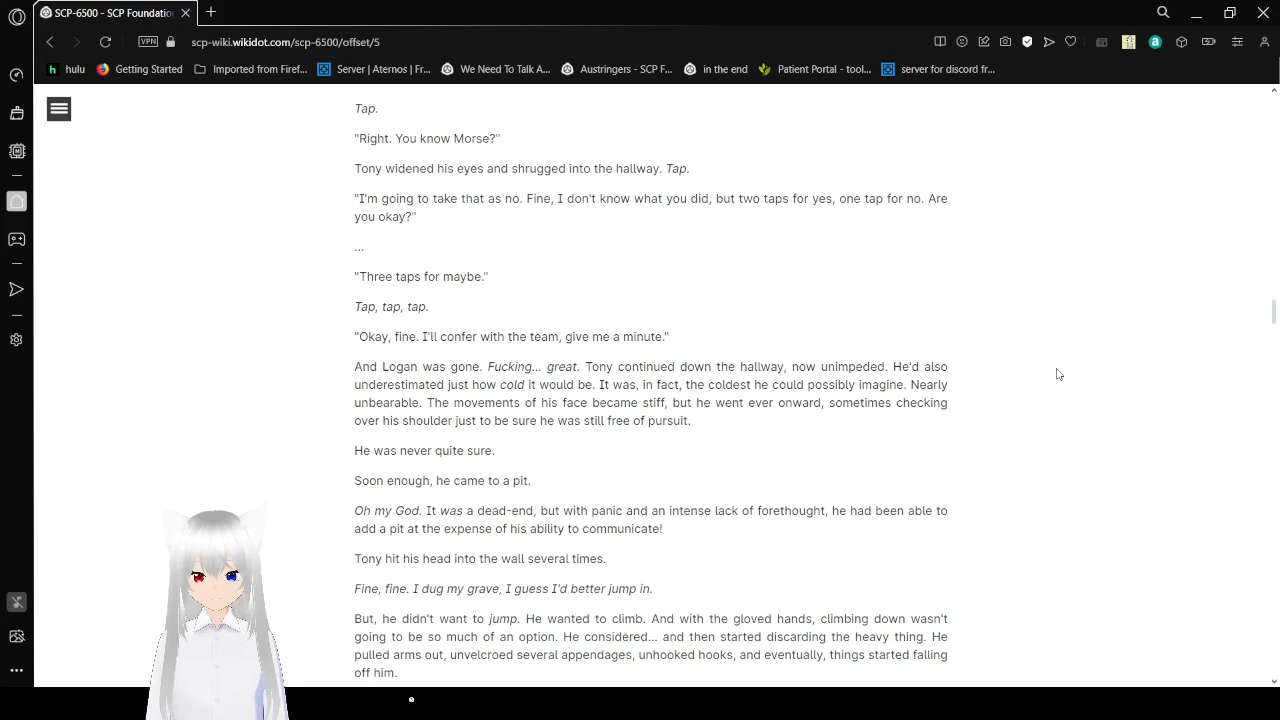 SCP-6500 - SCP Foundatio
VPN
scp-wiki.wikidot.com/scp-6500/offset/5
hulu
Getting Started
Imported from Firef...
Server | Aternos | Fr...
We Need To Talk A...
Austringers - SCP F...
in the end
Patient Portal - tool...
server for discord fr...
Tap.
"Right. You know Morse?"
Tony widened his eyes and shrugged into the hallway. Tap.
"I'm going to take that as no. Fine, I don't know what you did, but two taps for yes, one tap for no. Are
you okay?"
...
"Three taps for maybe."
Tap, tap, tap.
"Okay, fine. I'll confer with the team, give me a minute."
And Logan was gone. Fucking... great. Tony continued down the hallway, now unimpeded. He'd also
underestimated just how cold it would be. It was, in fact, the coldest he could possibly imagine. Nearly
unbearable. The movements of his face became stiff, but he went ever onward, sometimes checking
over his shoulder just to be sure he was still free of pursuit.
He was never quite sure.
Soon enough, he came to a pit.
Oh my God. It was a dead-end, but with panic and an intense lack of forethought, he had been able to
add a pit at the expense of his ability to communicate!
Tony hit his head into the wall several times.
Fine, fine. I dug my grave, I guess I'd better jump in.
But, he didn't want to jump. He wanted to climb. And with the gloved hands, climbing down wasn't
going to be so much of an option. He considered... and then started discarding the heavy thing. He
pulled arms out, unvelcroed several appendages, unhooked hooks, and eventually, things started falling
off him.